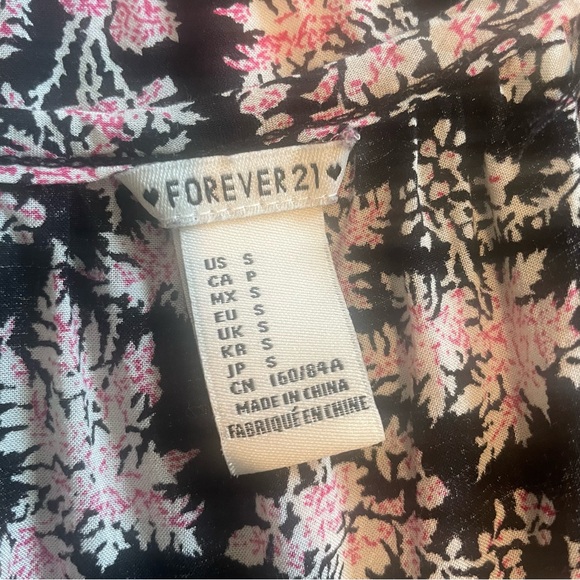 ♥FOREVER 21♥
US S
CA P
MX S
EU S
UK S
KR S
JP S
CN 160/84A
MADE IN CHINA
FABRIQUÉ EN CHINE